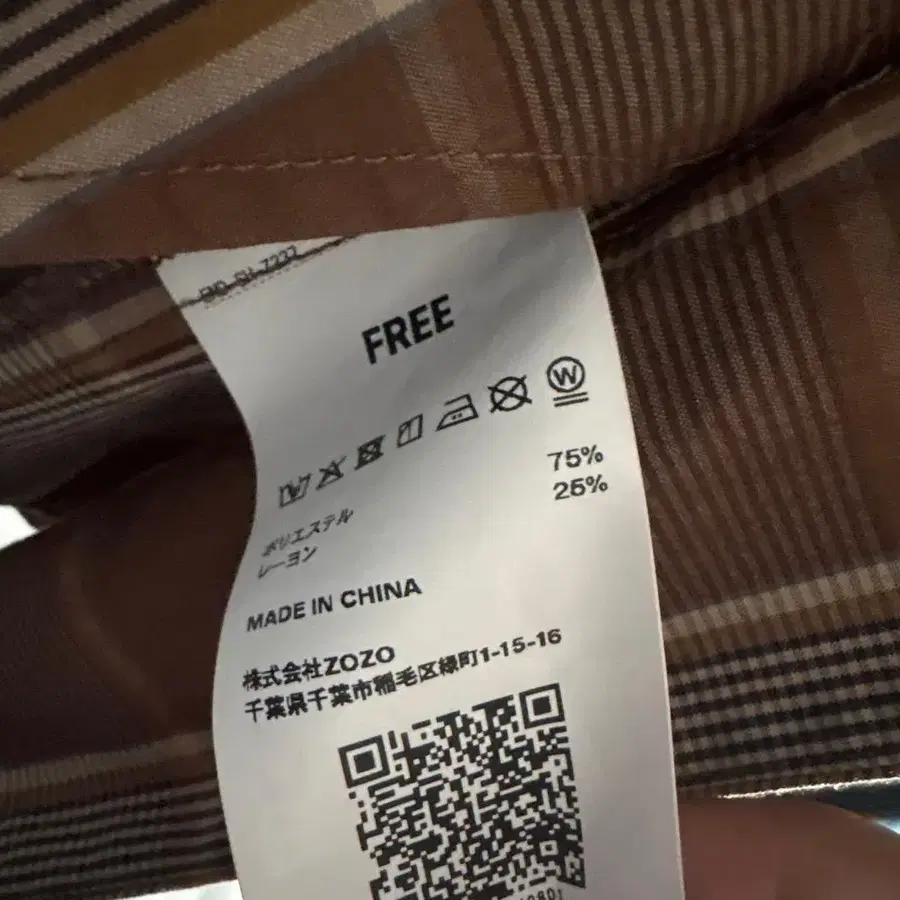 FREE
W
75%
25%
ポリエステル
レーヨン
MADE IN CHINA
株式会社ZOZO
千葉県千葉市稲毛区緑町1-15-16